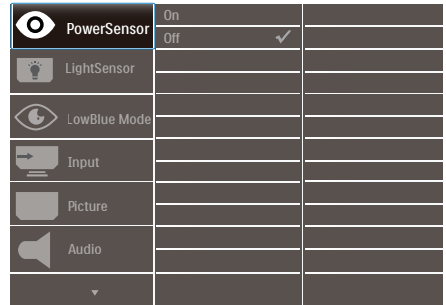 PowerSensor
On
Off
LightSensor
LowBlue Mode
Input
Picture
Audio